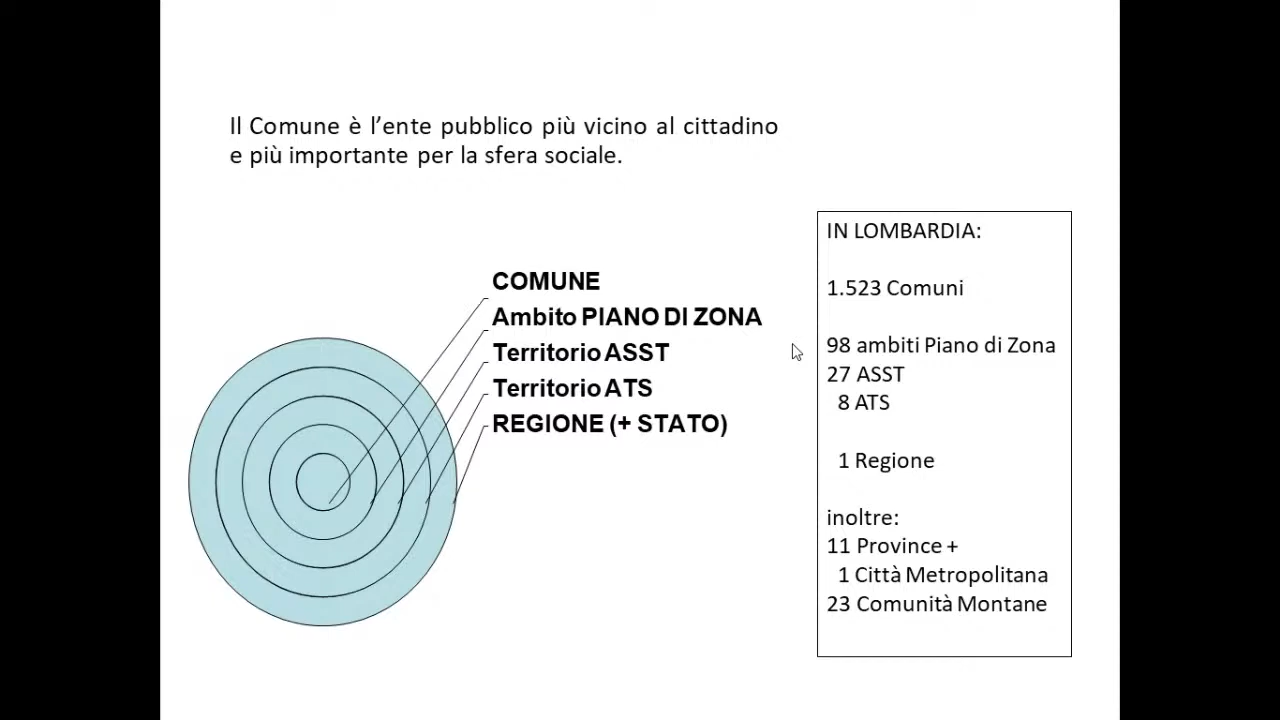 Il Comune è l’ente pubblico più vicino al cittadino
e più importante per la sfera sociale.
COMUNE
Ambito PIANO DI ZONA
Territorio ASST
Territorio ATS
REGIONE (+ STATO)
IN LOMBARDIA:
1.523 Comuni
98 ambiti Piano di Zona
27 ASST
8 ATS
1 Regione
inoltre:
11 Province +
1 Città Metropolitana
23 Comunità Montane